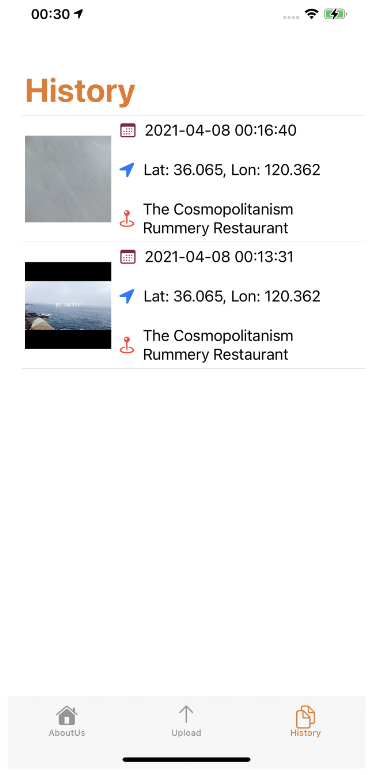 00:30
History
2021-04-08 00:16:40
Lat: 36.065, Lon: 120.362
The Cosmopolitanism
Rummery Restaurant
2021-04-08 00:13:31
Lat: 36.065, Lon: 120.362
The Cosmopolitanism
Rummery Restaurant
AboutUs
Upload
History